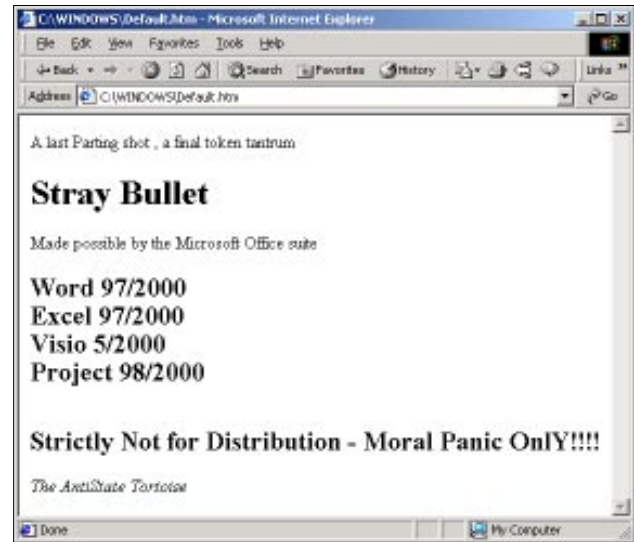 C:\WINDOWS\Default.htm - Microsoft Internet Explorer
File Edit View Favorites Tools Help
Back Search Favorites History Links »
Address C:\WINDOWS\Default.htm Go
A last Parting shot , a final token tantrum
Stray Bullet
Made possible by the Microsoft Office suite
Word 97/2000
Excel 97/2000
Visio 5/2000
Project 98/2000
Strictly Not for Distribution - Moral Panic OnlY!!!!
The AntiState Tortoise
Done My Computer